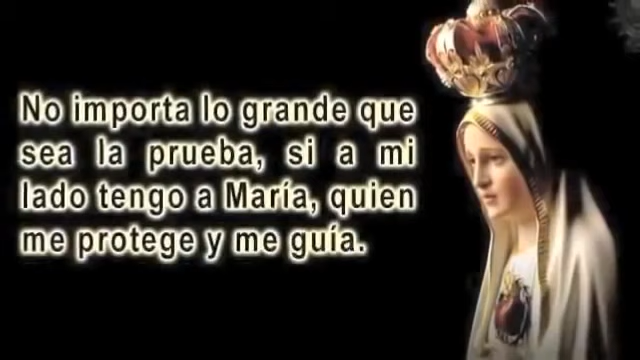 No importa lo grande que
sea la prueba, si a mi
lado tengo a María, quien
me protege y me guía.